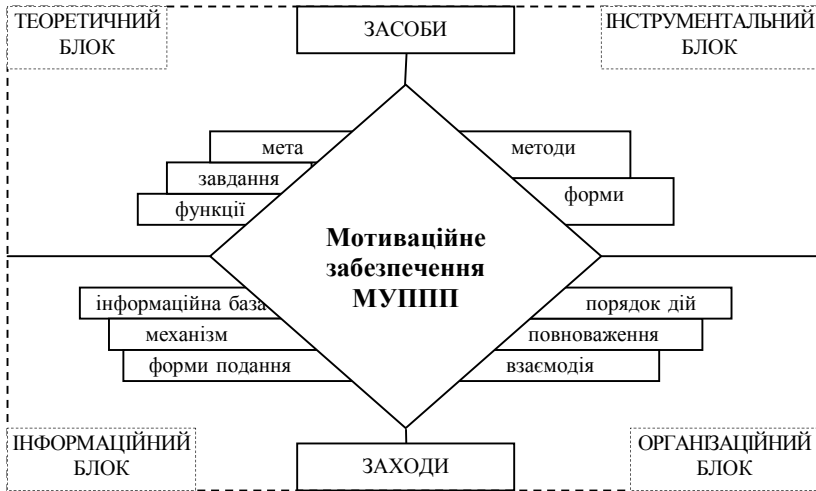 ТЕОРЕТИЧНИЙ
БЛОК
ЗАСОБИ
ІНСТРУМЕНТАЛЬНИЙ
БЛОК
мета
завдання
функції
методи
форми
Мотиваційне
забезпечення
МУППП
інформаційна база
механізм
форми подання
порядок дій
повноваження
взаємодія
ІНФОРМАЦІЙНИЙ
БЛОК
ЗАХОДИ
ОРГАНІЗАЦІЙНИЙ
БЛОК